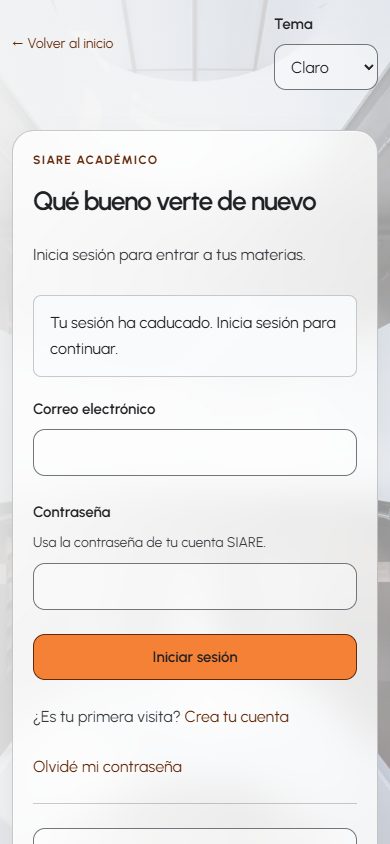 ← Volver al inicio
Tema
Claro
SIARE ACADÉMICO
Qué bueno verte de nuevo
Inicia sesión para entrar a tus materias.
Tu sesión ha caducado. Inicia sesión para
continuar.
Correo electrónico
Contraseña
Usa la contraseña de tu cuenta SIARE.
Iniciar sesión
¿Es tu primera visita? Crea tu cuenta
Olvidé mi contraseña